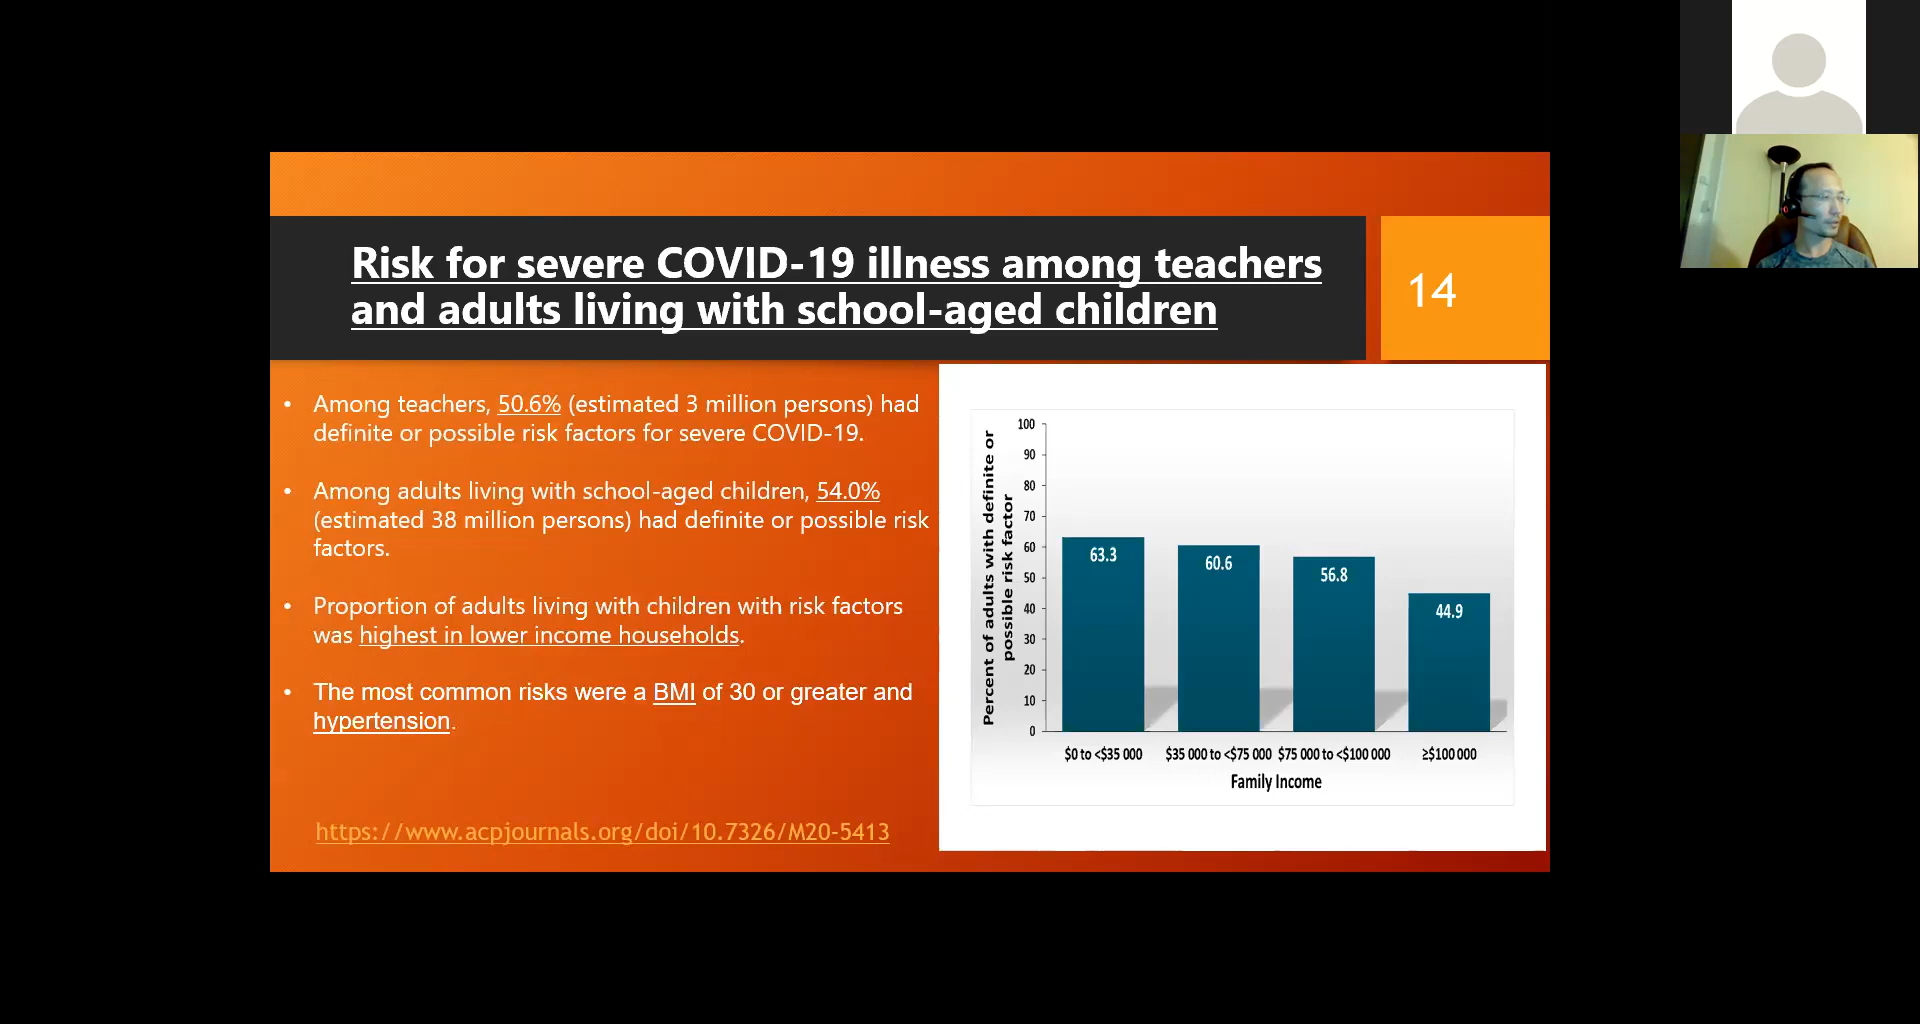 Risk for severe COVID-19 illness among teachers
and adults living with school-aged children
14
• Among teachers, 50.6% (estimated 3 million persons) had
definite or possible risk factors for severe COVID-19.
• Among adults living with school-aged children, 54.0%
(estimated 38 million persons) had definite or possible risk
factors.
• Proportion of adults living with children with risk factors
was highest in lower income households.
• The most common risks were a BMI of 30 or greater and
hypertension.
https://www.acpjournals.org/doi/10.7326/M20-5413
Percent of adults with definite or
possible risk factor
100
90
80
70
60
50
40
30
20
10
0
63.3
60.6
56.8
44.9
$0 to <$35 000
$35 000 to <$75 000
$75 000 to <$100 000
≥$100 000
Family Income